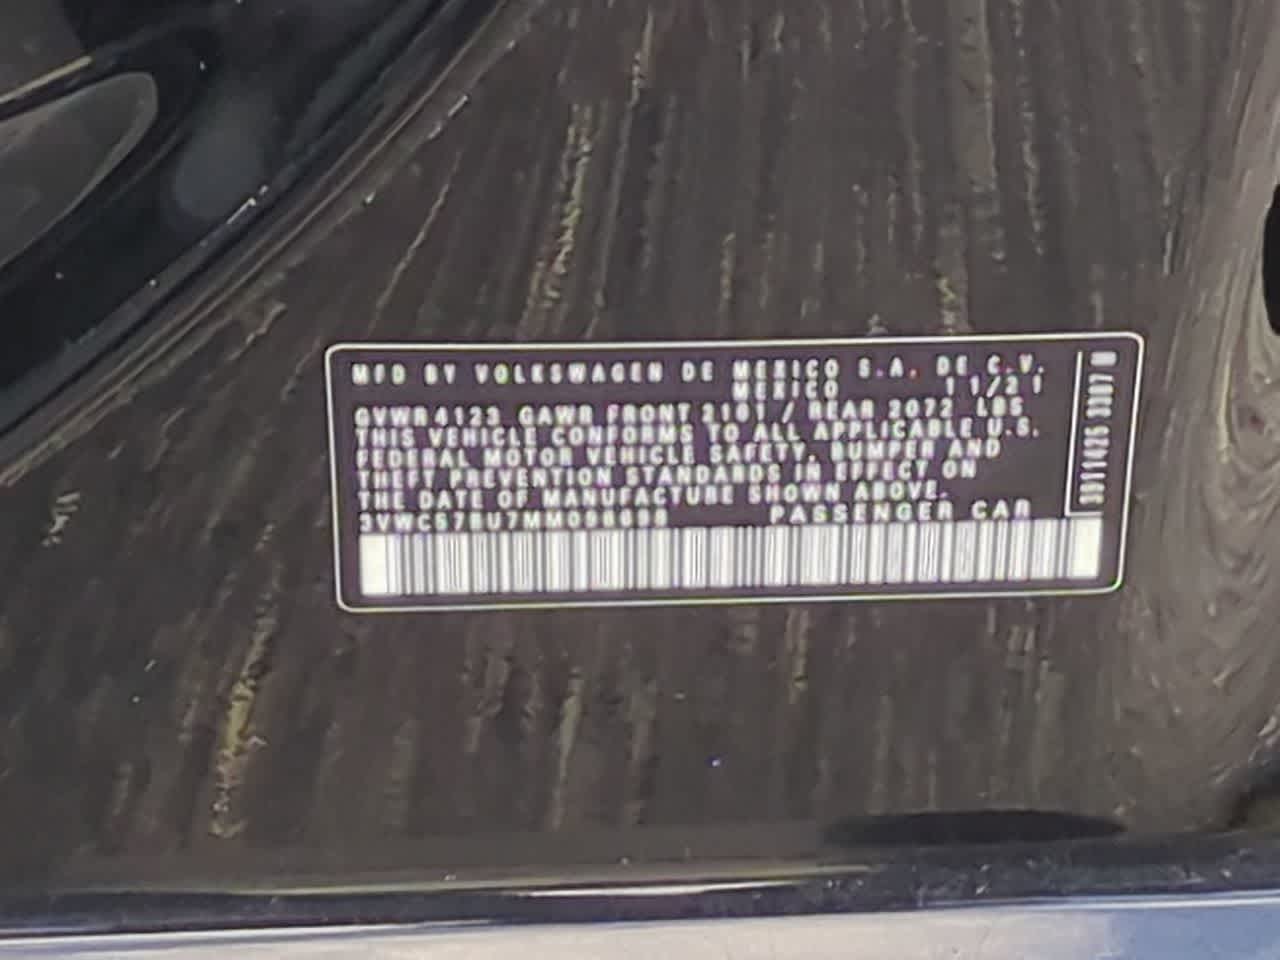 MFD BY VOLKSWAGEN DE MEXICO S.A. DE C.V.
MEXICO 11/21
GVWR 4123 GAWR FRONT 2181 / REAR 2072 LBS
THIS VEHICLE CONFORMS TO ALL APPLICABLE U.S.
FEDERAL MOTOR VEHICLE SAFETY, BUMPER AND
THEFT PREVENTION STANDARDS IN EFFECT ON
THE DATE OF MANUFACTURE SHOWN ABOVE.
PASSENGER CAR